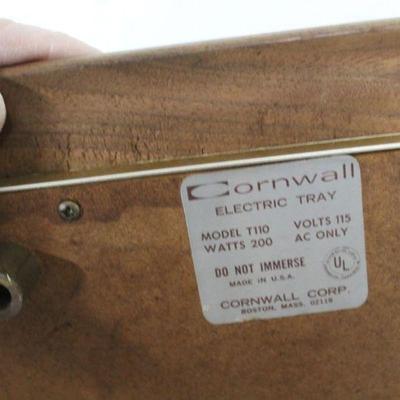 Cornwall
ELECTRIC TRAY
MODEL T110 VOLTS 115
WATTS 200 AC ONLY
DO NOT IMMERSE
MADE IN U.S.A.
UL
CORNWALL CORP.
BOSTON, MASS. 02118